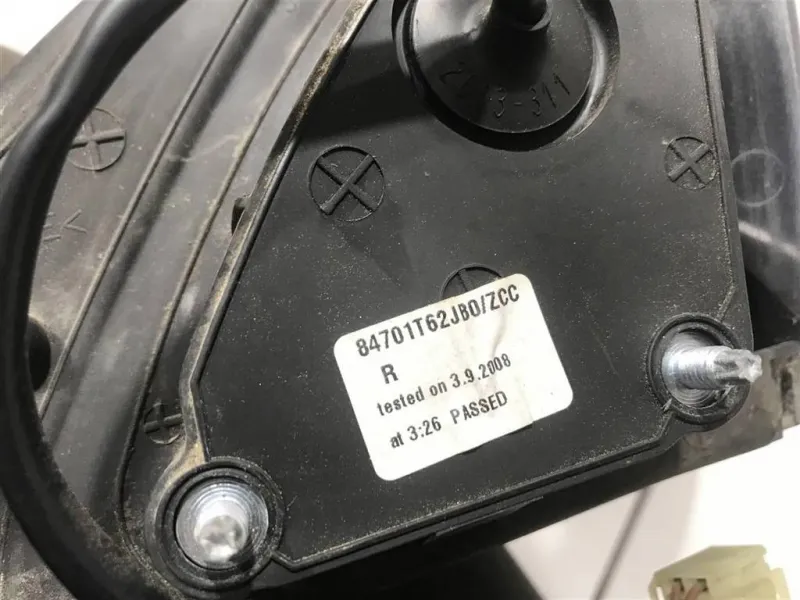 84701T62JB0/ZCC
R
tested on 3.9.2008
at 3:26 PASSED